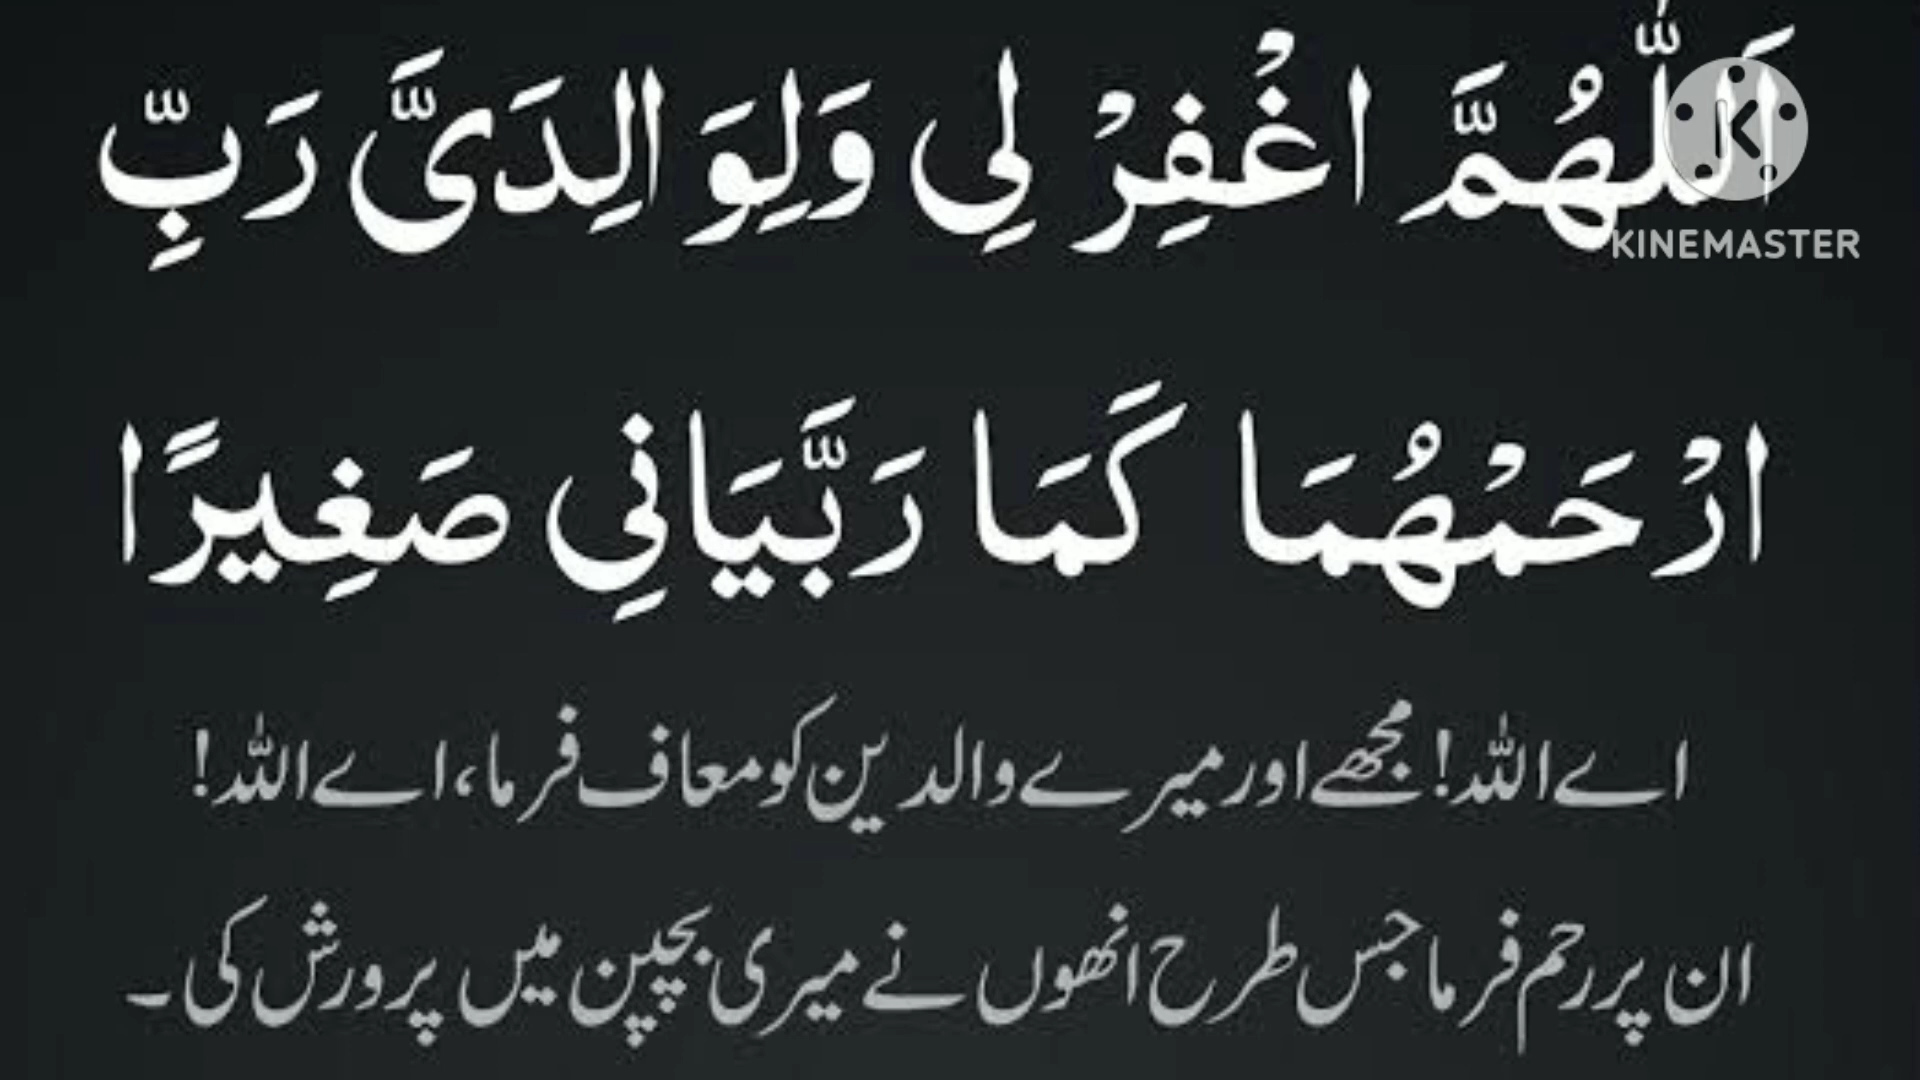 اَللّٰهُمَّ اغْفِرْ لِي وَلِوَالِدَيَّ رَبِّ
KINEMASTER
ارْحَمْهُمَا كَمَا رَبَّيَانِي صَغِيرًا
اے اللہ! مجھے اور میرے والدین کو معاف فرما، اے اللہ!
ان پر رحم فرما جس طرح انھوں نے میری بچپن میں پرورش کی۔